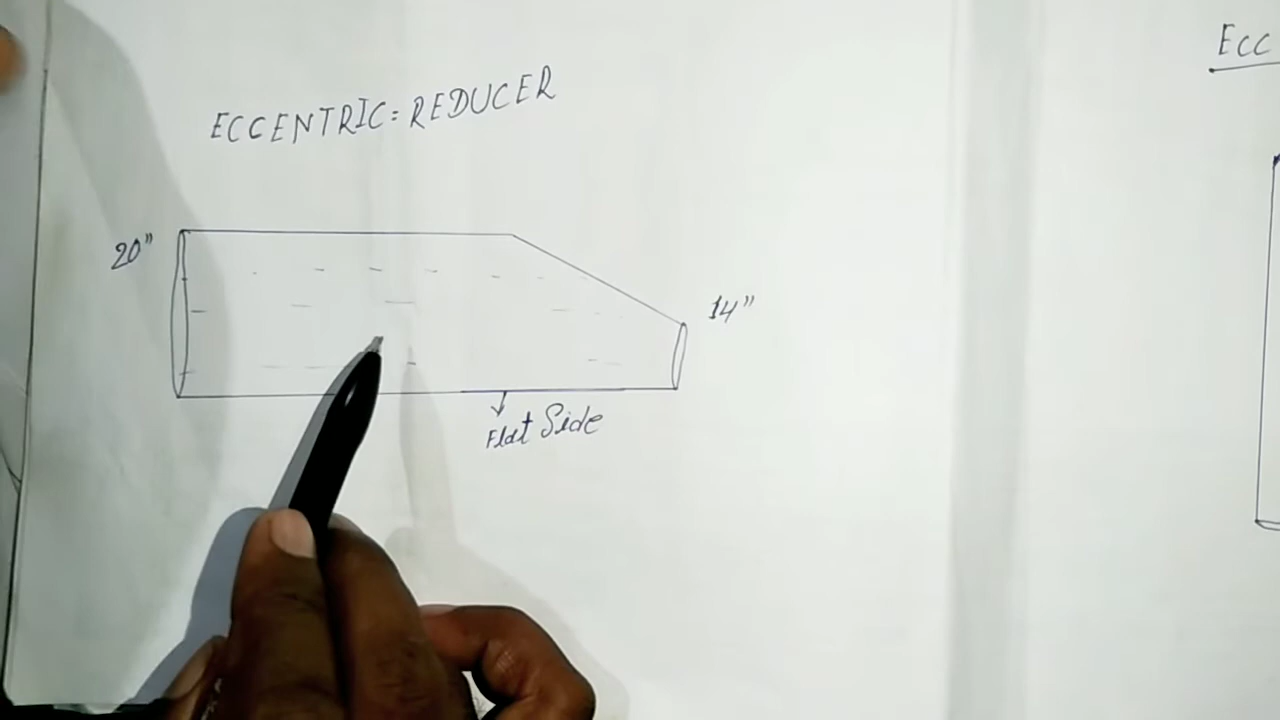 ECCENTRIC = REDUCER
20"
14"
Flat Side
ECC